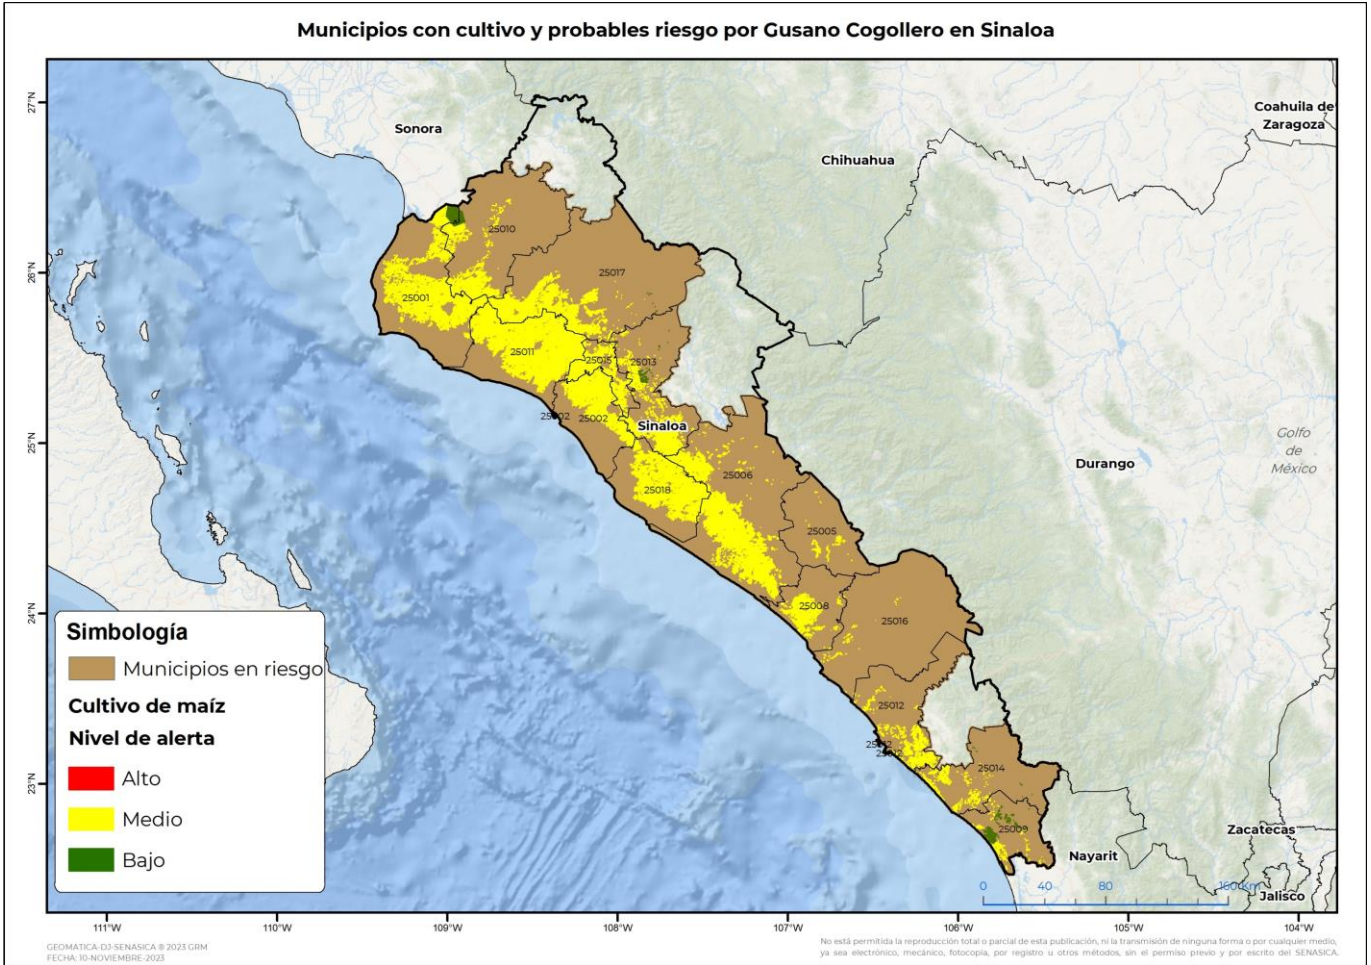 Municipios con cultivo y probables riesgo por Gusano Cogollero en Sinaloa
27°N
26°N
25°N
24°N
23°N
Sonora
Chihuahua
Coahuila de
Zaragoza
25010
25017
25001
25011
25015
25013
25002
Sinaloa
25006
25018
25005
25008
25016
25012
25014
25009
Durango
Golfo
de
México
Zacatecas
Nayarit
Jalisco
0 40 80 160 Km
Simbología
Municipios en riesgo
Cultivo de maíz
Nivel de alerta
Alto
Medio
Bajo
111°W 110°W 109°W 108°W 107°W 106°W 105°W 104°W
GEOMATICA-DJ-SENASICA ® 2023 GRM
FECHA: 10-NOVIEMBRE-2023
No está permitida la reproducción total o parcial de esta publicación, ni la transmisión de ninguna forma o por cualquier medio,
ya sea electrónico, mecánico, fotocopia, por registro u otros métodos, sin el permiso previo y por escrito del SENASICA.